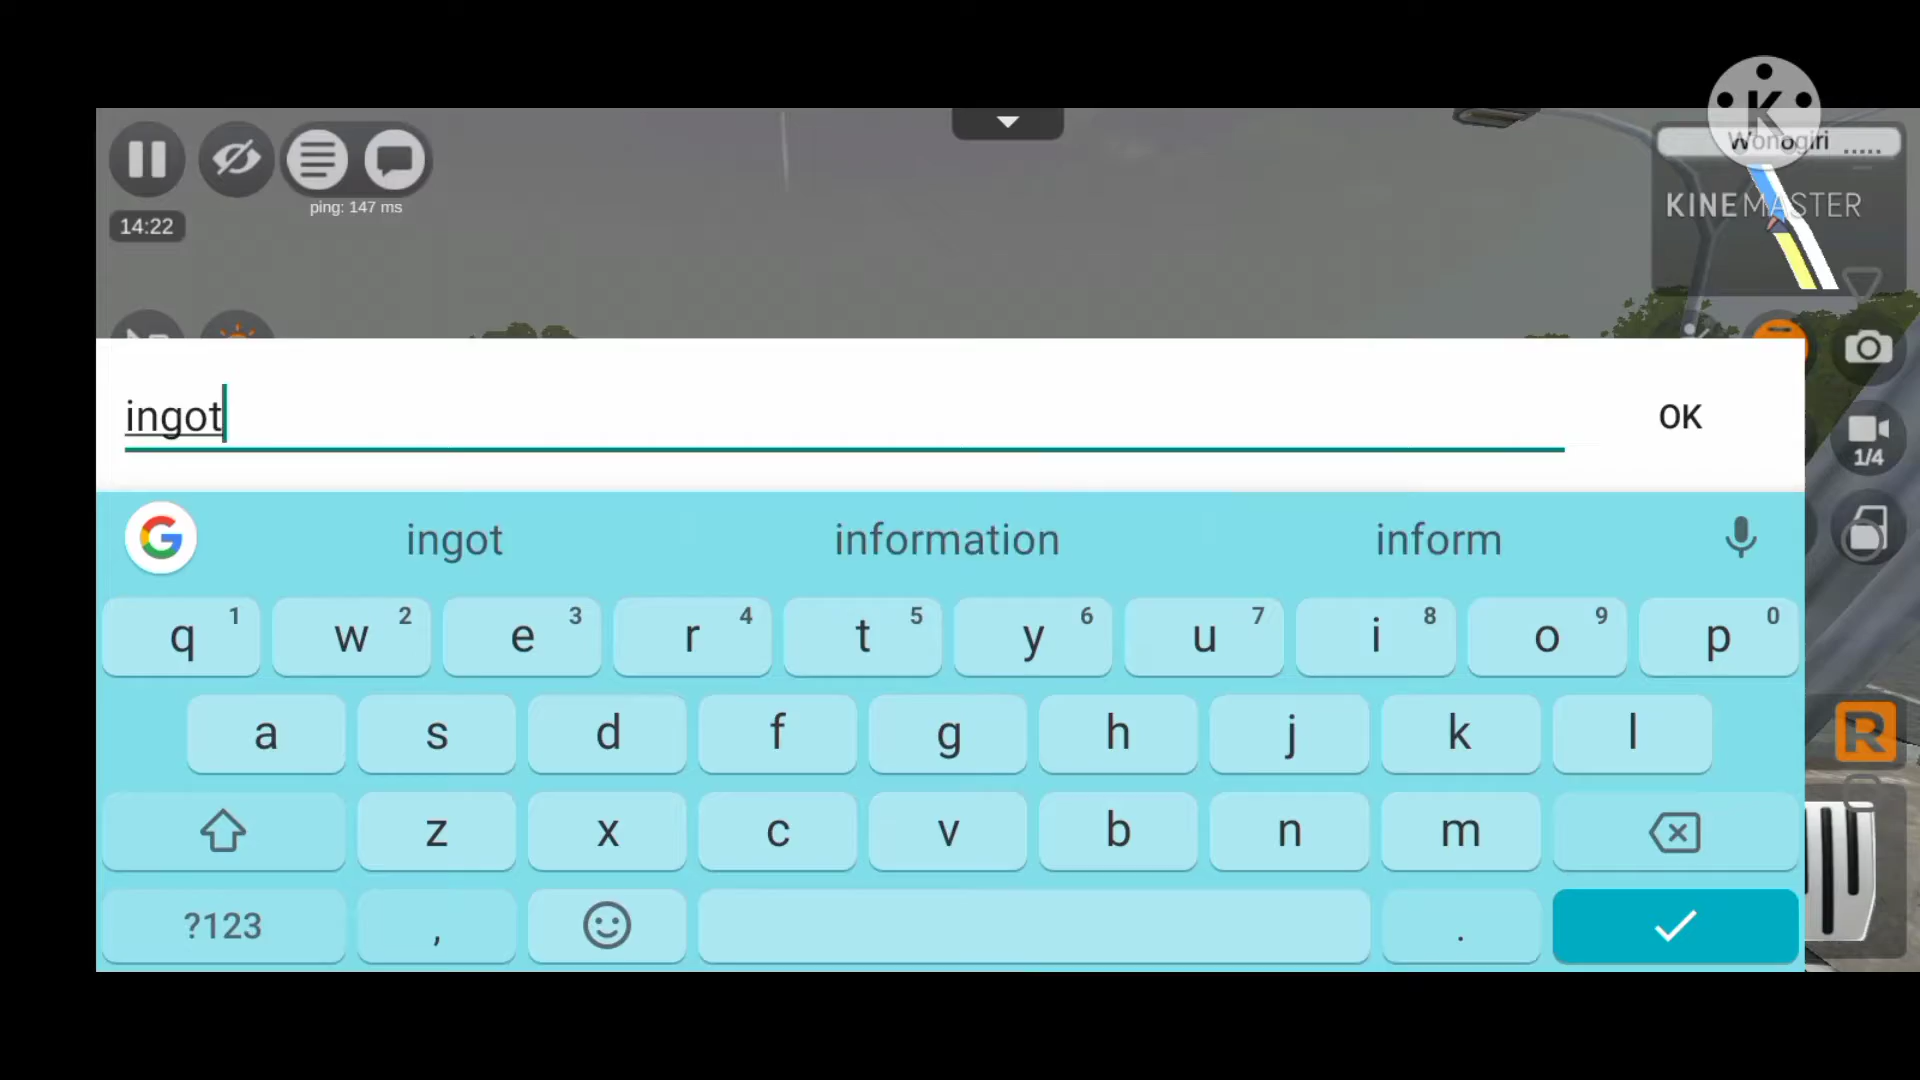 Wonogiri .....
KINEMASTER
K
ping: 147 ms
14:22
ingot
OK
1/4
ingot information inform
q 1 w 2 e 3 r 4 t 5 y 6 u 7 i 8 o 9 p 0
a s d f g h j k l
R
z x c v b n m
?123 , .